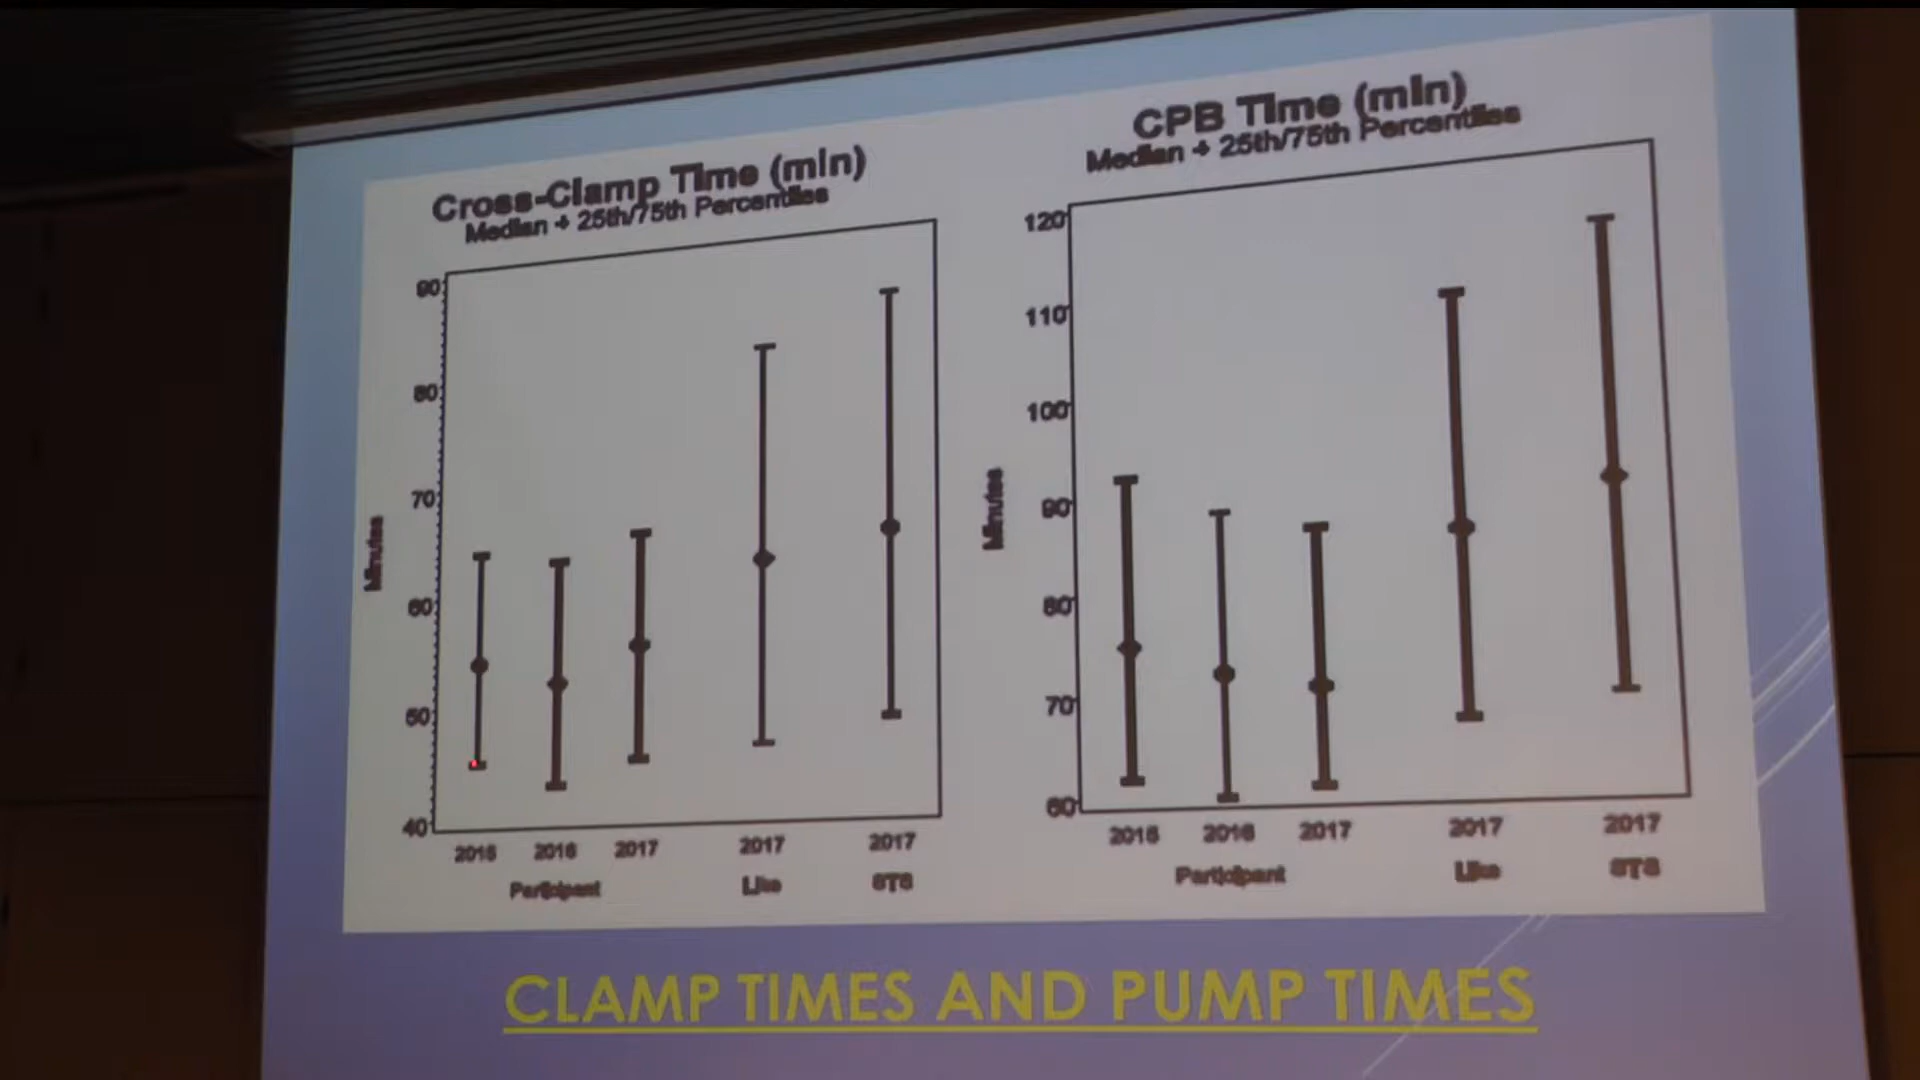 Cross-Clamp Time (min)
Median + 25th/75th Percentiles
90
80
70
60
50
40
Minutes
2015 2016 2017 2017 2017
Participant Like STS
CPB Time (min)
Median + 25th/75th Percentiles
120
110
100
90
80
70
60
Minutes
2015 2016 2017 2017 2017
Participant Like STS
CLAMP TIMES AND PUMP TIMES